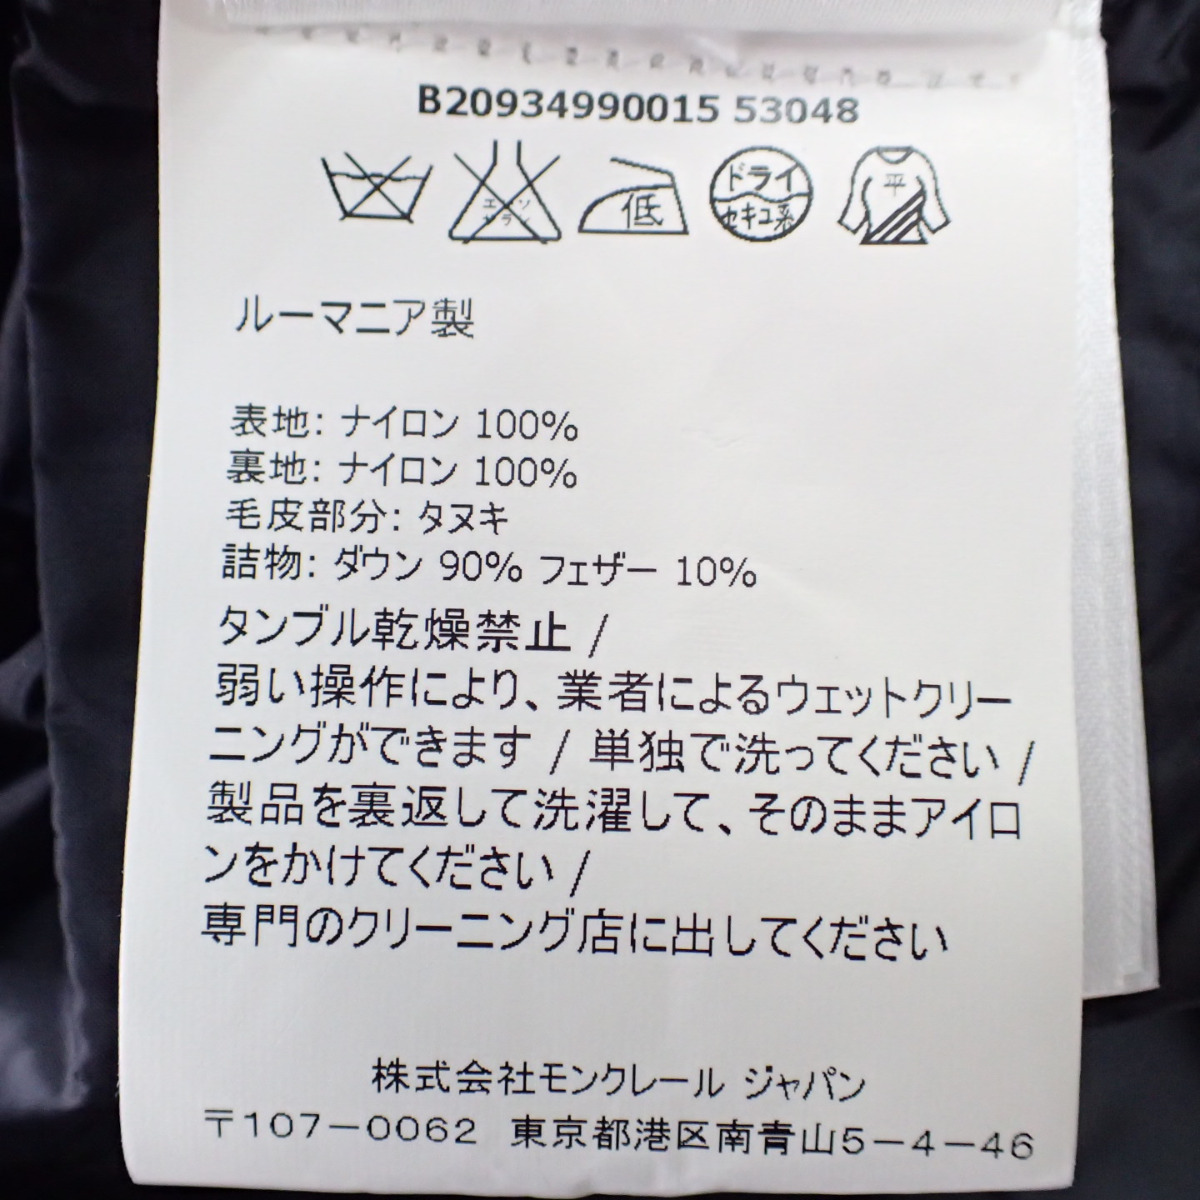 B20934990015 53048
エンソ
サラシ
低
ドライ
セキユ系
平
ルーマニア製
表地: ナイロン 100%
裏地: ナイロン 100%
毛皮部分: タヌキ
詰物: ダウン 90% フェザー 10%
タンブル乾燥禁止 /
弱い操作により、業者によるウェットクリー
ニングができます / 単独で洗ってください /
製品を裏返して洗濯して、そのままアイロ
ンをかけてください /
専門のクリーニング店に出してください
株式会社モンクレール ジャパン
〒107-0062 東京都港区南青山5-4-46